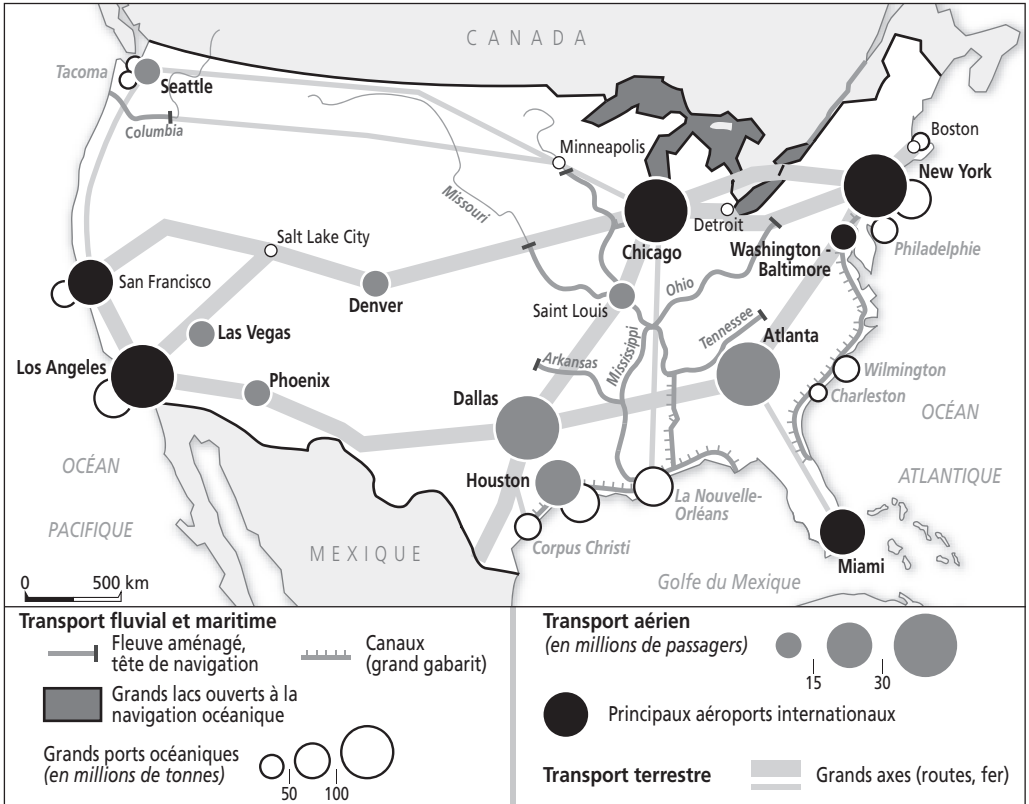 CANADA
Tacoma
Seattle
Columbia
Minneapolis
Boston
New York
Missouri
Detroit
Chicago
Washington -
Baltimore
Philadelphie
Salt Lake City
San Francisco
Denver
Saint Louis
Ohio
Las Vegas
Mississippi
Tennessee
Atlanta
Los Angeles
Arkansas
Phoenix
Wilmington
Charleston
Dallas
OCÉAN
ATLANTIQUE
OCÉAN
PACIFIQUE
Houston
La Nouvelle-
Orléans
Corpus Christi
MEXIQUE
Miami
Golfe du Mexique
0 500 km
Transport fluvial et maritime
Fleuve aménagé,
tête de navigation
Canaux
(grand gabarit)
Grands lacs ouverts à la
navigation océanique
Grands ports océaniques
(en millions de tonnes)
50 100
Transport aérien
(en millions de passagers)
15 30
Principaux aéroports internationaux
Transport terrestre
Grands axes (routes, fer)